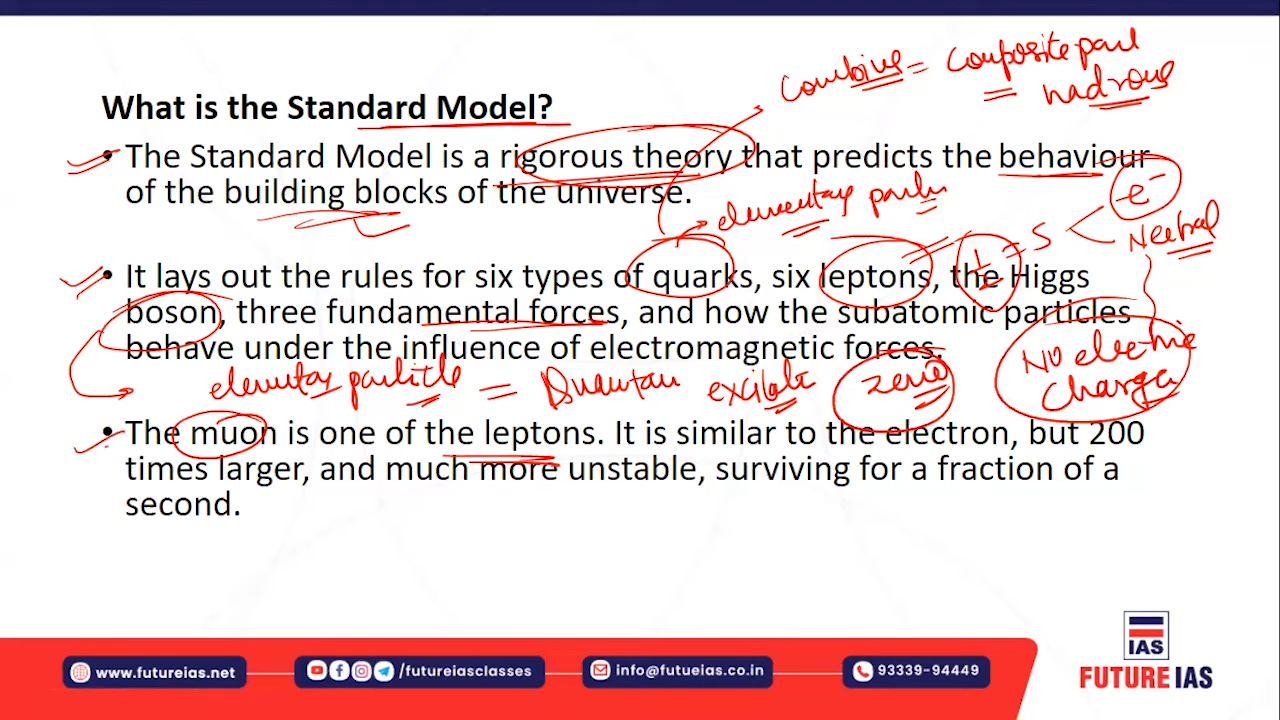 combine = composite part
hadrons
What is the Standard Model?
• The Standard Model is a rigorous theory that predicts the behaviour
of the building blocks of the universe.
e⁻
elementary partic
½ = S
Neutral
• It lays out the rules for six types of quarks, six leptons, the Higgs
boson, three fundamental forces, and how the subatomic particles
behave under the influence of electromagnetic forces.
NO electric
charge
elementary particle = Quantum zero
• The muon is one of the leptons. It is similar to the electron, but 200
times larger, and much more unstable, surviving for a fraction of a
second.
IAS
FUTURE IAS
www.futureias.net
/futureiasclasses
info@futueias.co.in
93339-94449